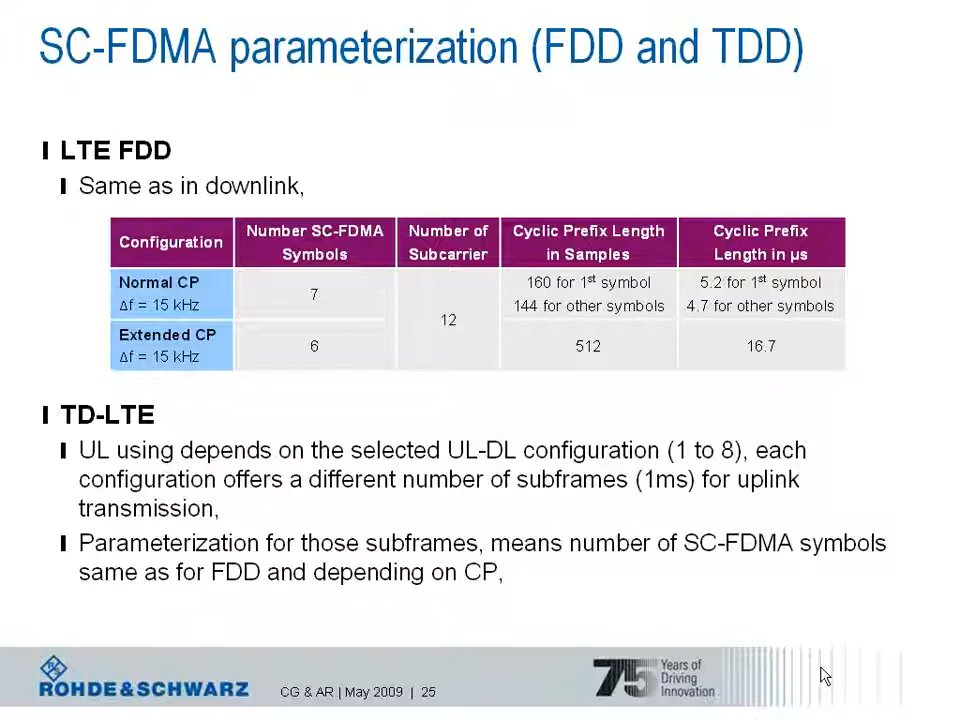 SC-FDMA parameterization (FDD and TDD)
LTE FDD
Same as in downlink,
Configuration
Number SC-FDMA
Symbols
Number of
Subcarrier
Cyclic Prefix Length
in Samples
Cyclic Prefix
Length in µs
Normal CP
∆f = 15 kHz
7
12
160 for 1st symbol
144 for other symbols
5.2 for 1st symbol
4.7 for other symbols
Extended CP
∆f = 15 kHz
6
512
16.7
TD-LTE
UL using depends on the selected UL-DL configuration (1 to 8), each
configuration offers a different number of subframes (1ms) for uplink
transmission,
Parameterization for those subframes, means number of SC-FDMA symbols
same as for FDD and depending on CP,
ROHDE & SCHWARZ
CG & AR | May 2009 | 25
75 Years of
Driving
Innovation